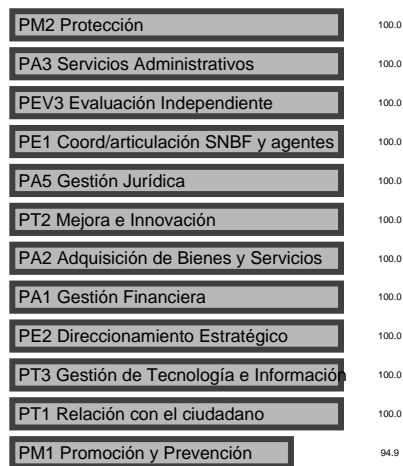 PM2 Protección 100.0
PA3 Servicios Administrativos 100.0
PEV3 Evaluación Independiente 100.0
PE1 Coord/articulación SNBF y agentes 100.0
PA5 Gestión Jurídica 100.0
PT2 Mejora e Innovación 100.0
PA2 Adquisición de Bienes y Servicios 100.0
PA1 Gestión Financiera 100.0
PE2 Direccionamiento Estratégico 100.0
PT3 Gestión de Tecnología e Información 100.0
PT1 Relación con el ciudadano 100.0
PM1 Promoción y Prevención 94.9